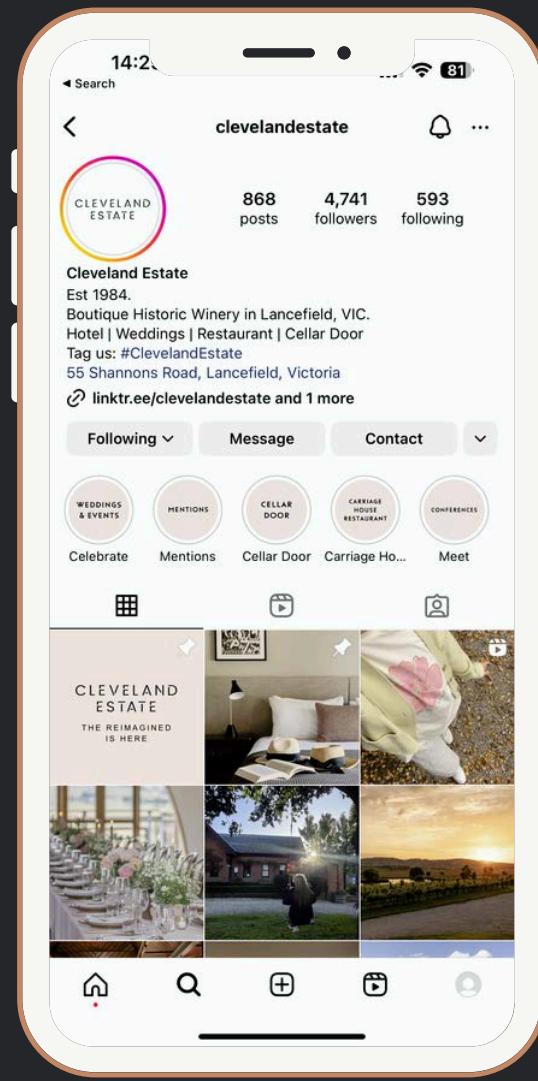 14:2
◀ Search
81
clevelandestate
CLEVELAND
ESTATE
868
posts
4,741
followers
593
following
Cleveland Estate
Est 1984.
Boutique Historic Winery in Lancefield, VIC.
Hotel | Weddings | Restaurant | Cellar Door
Tag us: #ClevelandEstate
55 Shannons Road, Lancefield, Victoria
linktr.ee/clevelandestate and 1 more
Following
Message
Contact
WEDDINGS
& EVENTS
MENTIONS
CELLAR
DOOR
CARRIAGE
HOUSE
RESTAURANT
CONFERENCES
Celebrate
Mentions
Cellar Door
Carriage Ho...
Meet
CLEVELAND
ESTATE
THE REIMAGINED
IS HERE